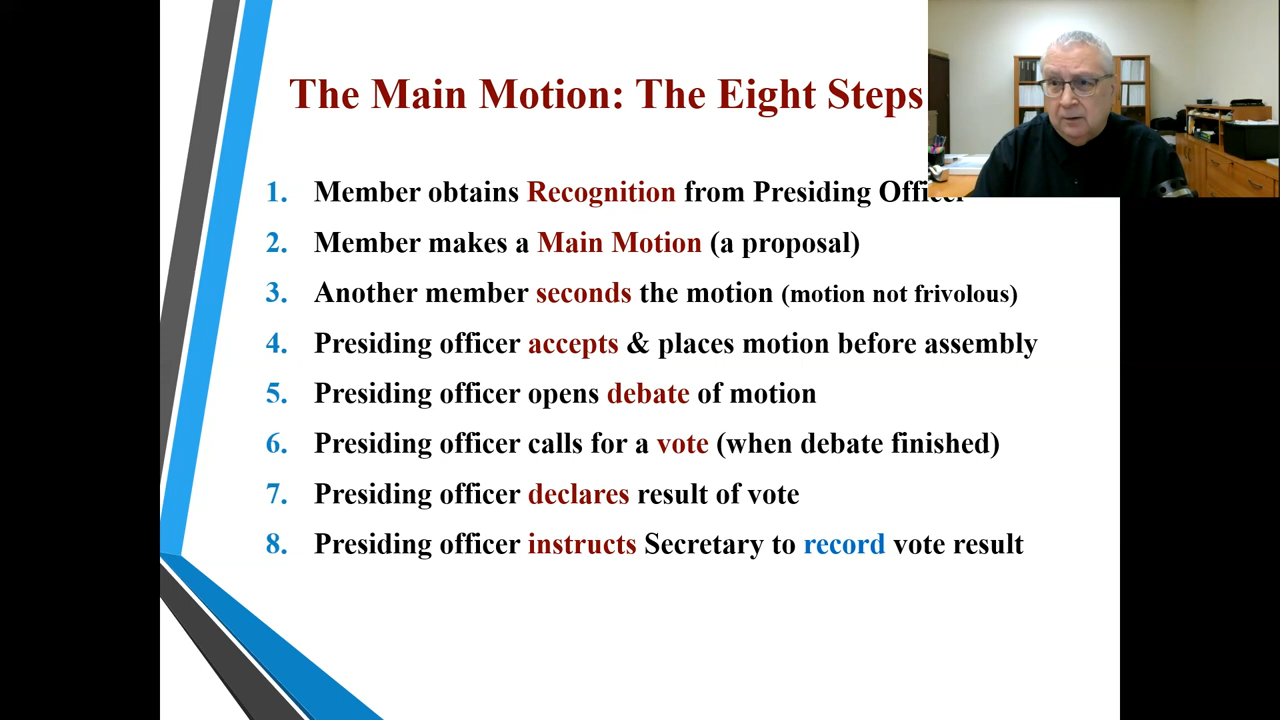 The Main Motion: The Eight Steps
1. Member obtains Recognition from Presiding Officer
2. Member makes a Main Motion (a proposal)
3. Another member seconds the motion (motion not frivolous)
4. Presiding officer accepts & places motion before assembly
5. Presiding officer opens debate of motion
6. Presiding officer calls for a vote (when debate finished)
7. Presiding officer declares result of vote
8. Presiding officer instructs Secretary to record vote result